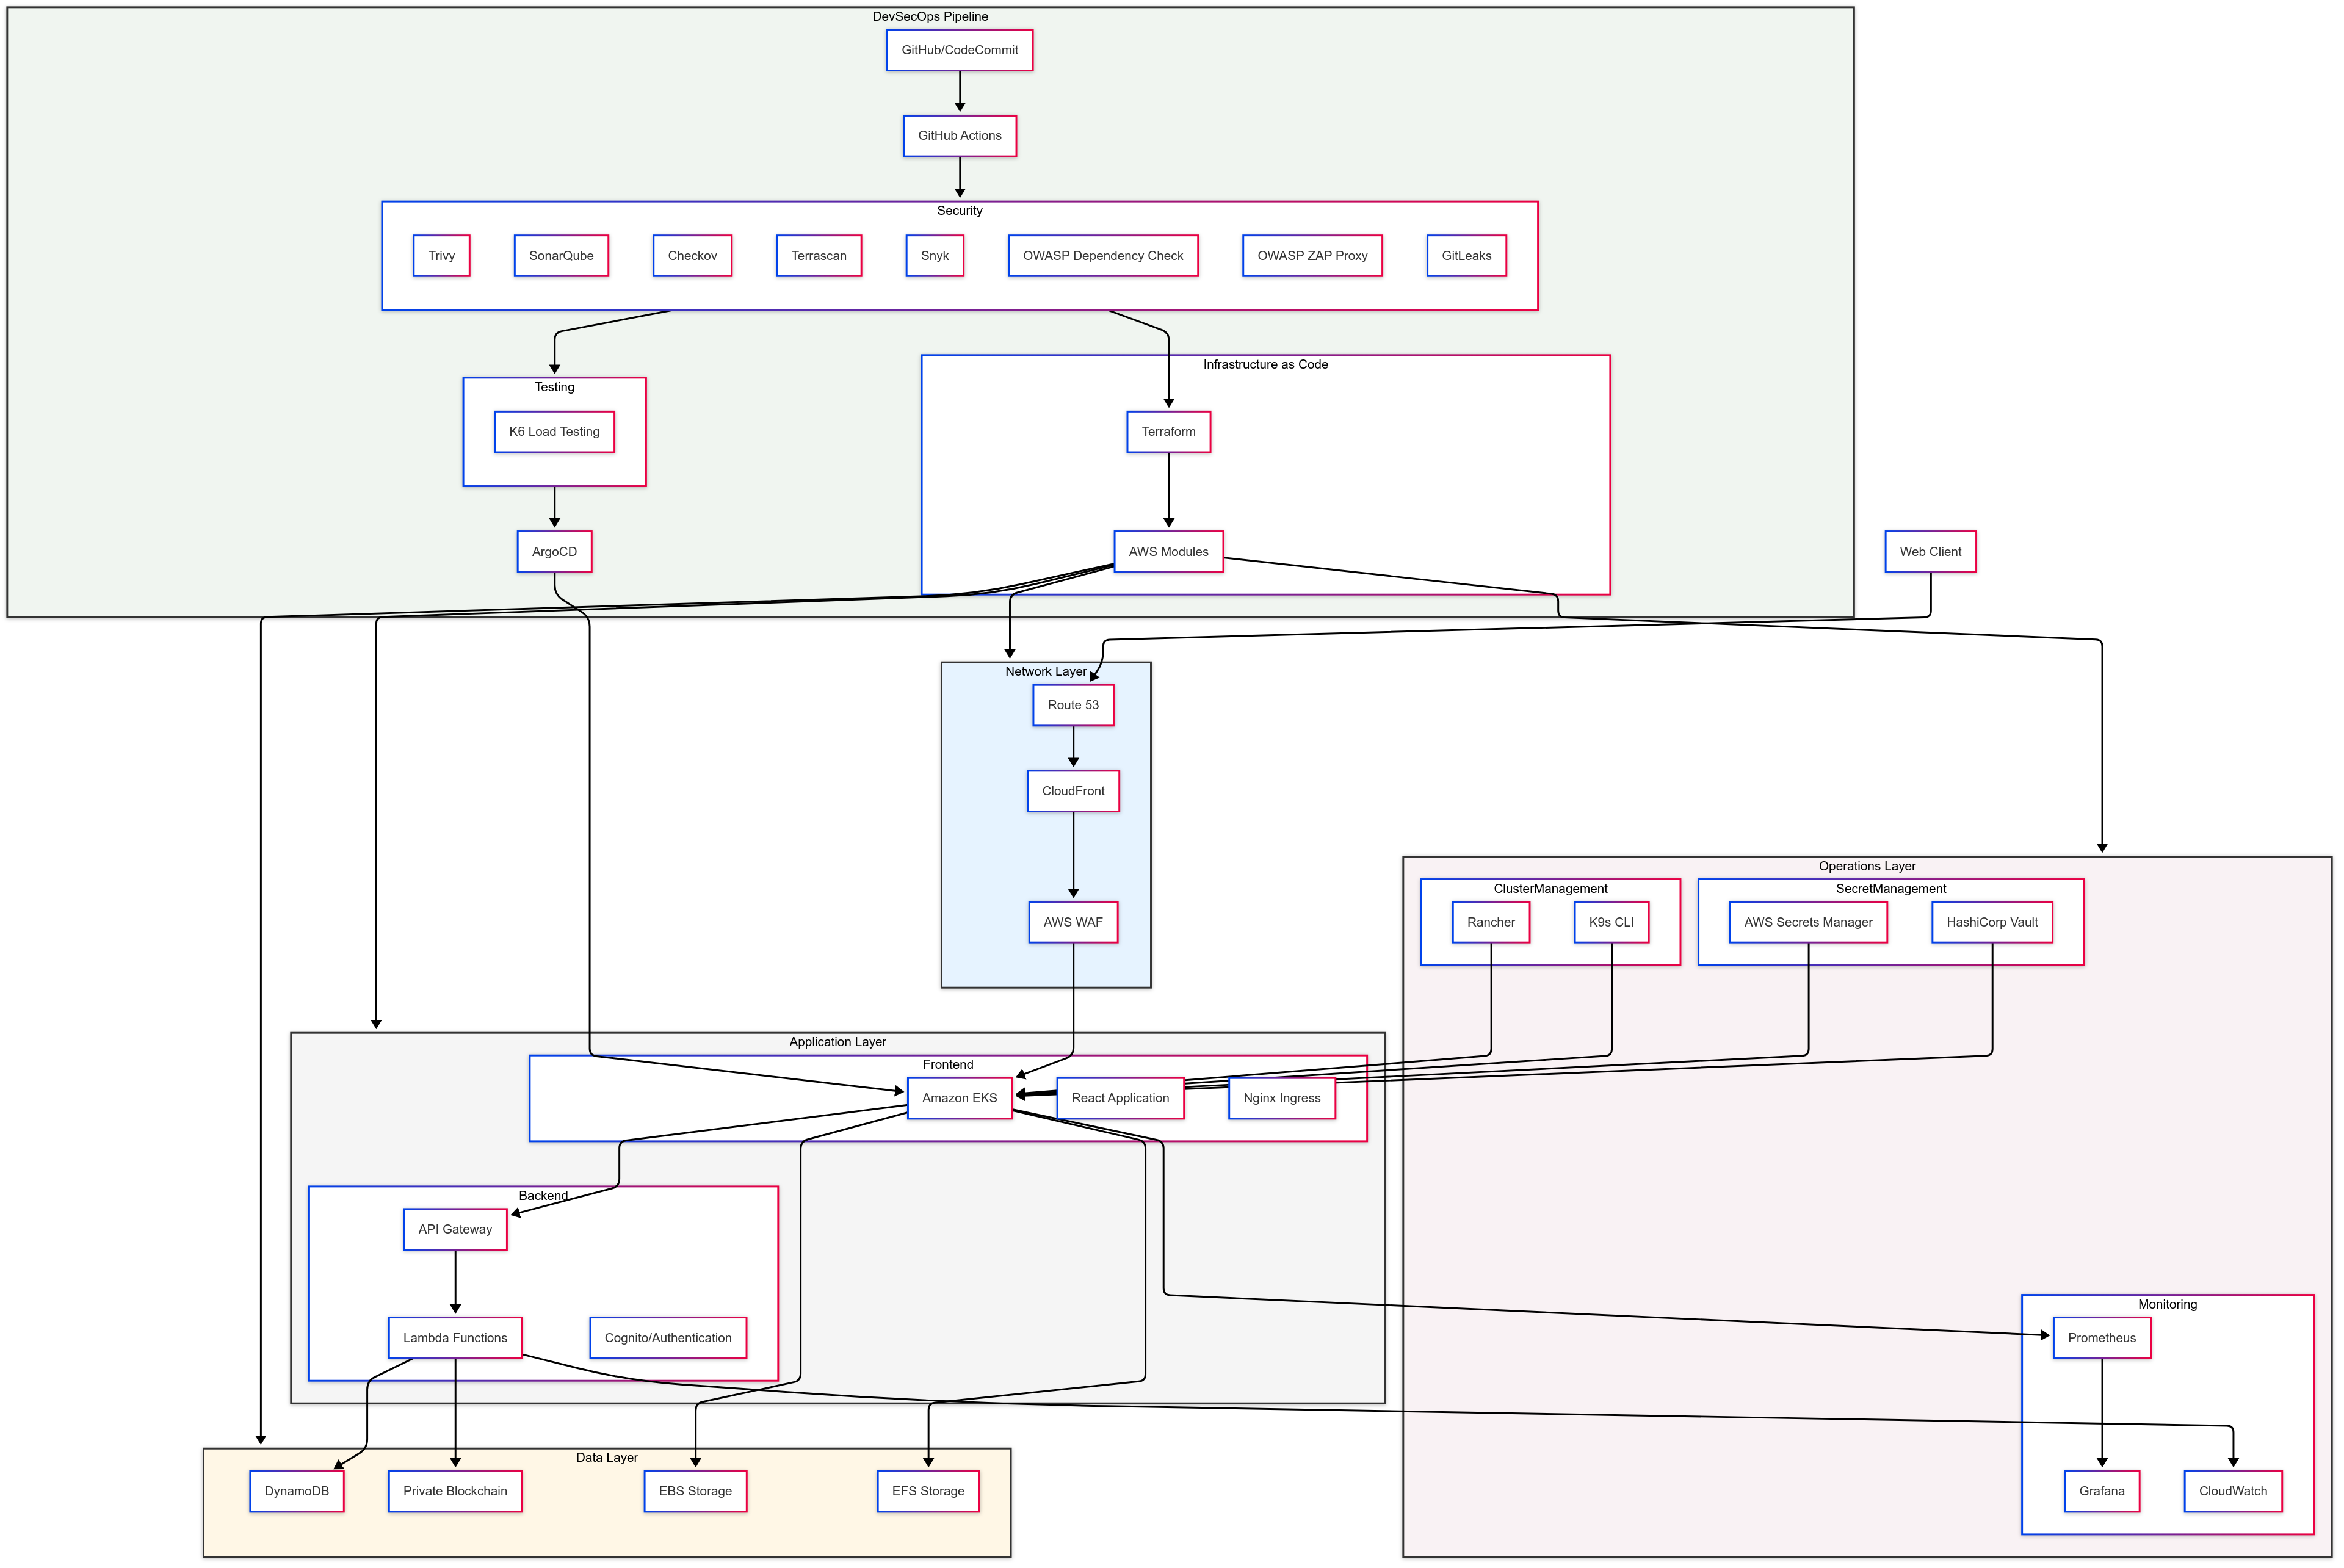 DevSecOps Pipeline
GitHub/CodeCommit
GitHub Actions
Security
Trivy
SonarQube
Checkov
Terrascan
Snyk
OWASP Dependency Check
OWASP ZAP Proxy
GitLeaks
Infrastructure as Code
Testing
K6 Load Testing
Terraform
ArgoCD
AWS Modules
Web Client
Network Layer
Route 53
CloudFront
AWS WAF
Operations Layer
ClusterManagement
Rancher
K9s CLI
SecretManagement
AWS Secrets Manager
HashiCorp Vault
Application Layer
Frontend
Amazon EKS
React Application
Nginx Ingress
Backend
API Gateway
Lambda Functions
Cognito/Authentication
Monitoring
Prometheus
Grafana
CloudWatch
Data Layer
DynamoDB
Private Blockchain
EBS Storage
EFS Storage